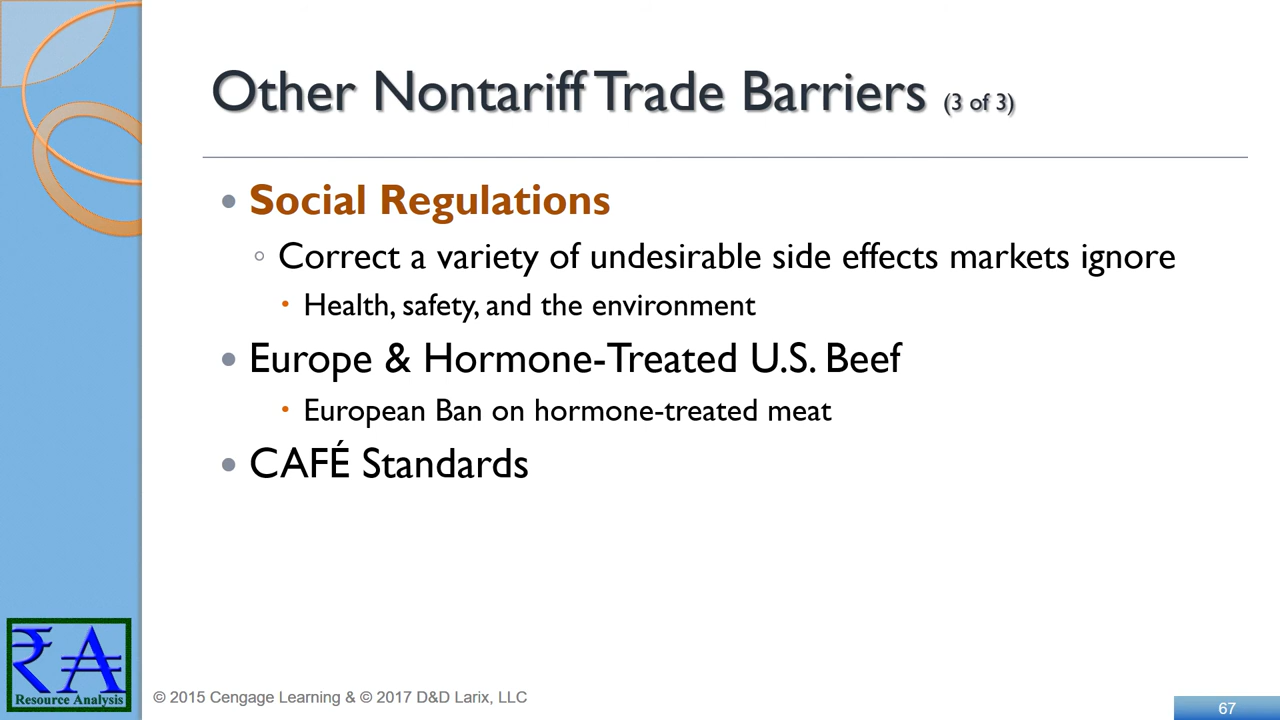 Other Nontariff Trade Barriers (3 of 3)
• Social Regulations
◦ Correct a variety of undesirable side effects markets ignore
▪ Health, safety, and the environment
• Europe & Hormone-Treated U.S. Beef
▪ European Ban on hormone-treated meat
• CAFÉ Standards
₹A
Resource Analysis
© 2015 Cengage Learning & © 2017 D&D Larix, LLC
67